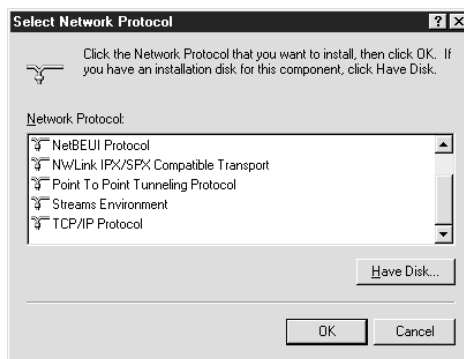 Select Network Protocol
Click the Network Protocol that you want to install, then click OK. If
you have an installation disk for this component, click Have Disk.
Network Protocol:
NetBEUI Protocol
NWLink IPX/SPX Compatible Transport
Point To Point Tunneling Protocol
Streams Environment
TCP/IP Protocol
Have Disk...
OK
Cancel